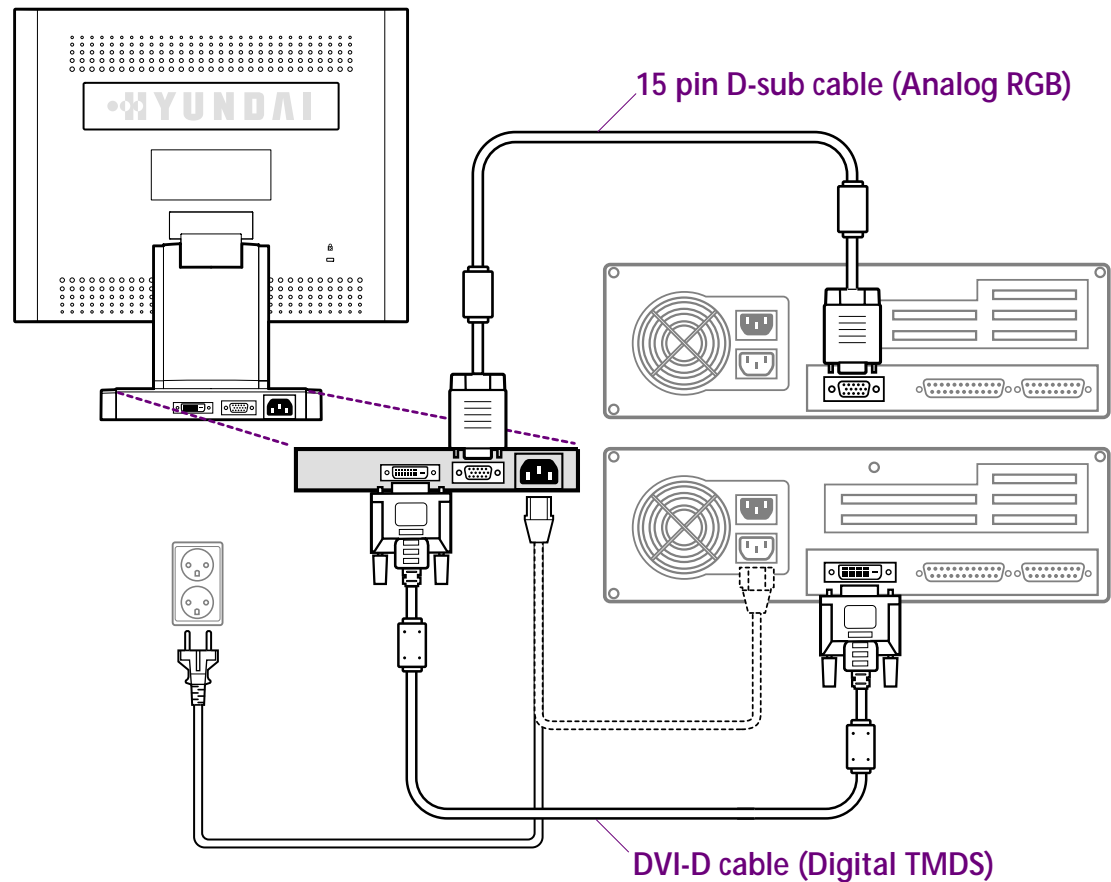 HYUNDAI
15 pin D-sub cable (Analog RGB)
DVI-D cable (Digital TMDS)